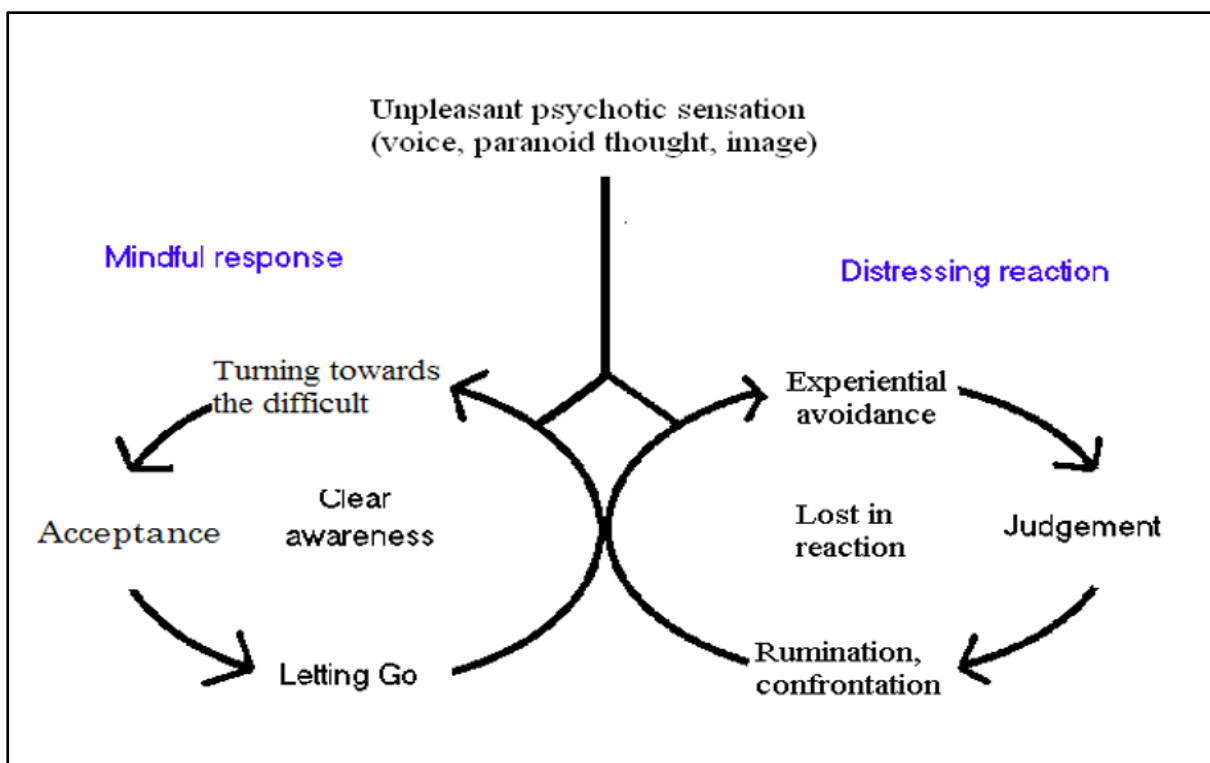 Unpleasant psychotic sensation
(voice, paranoid thought, image)
Mindful response
Distressing reaction
Turning towards
the difficult
Experiential
avoidance
Clear
awareness
Acceptance
Lost in
reaction
Judgement
Letting Go
Rumination,
confrontation